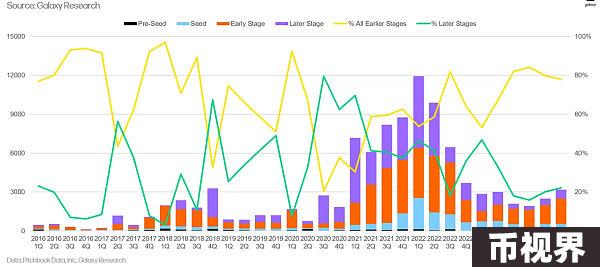 Source: Galaxy Research
galaxy
Pre-Seed Seed Early Stage Later Stage % All Earlier Stages % Later Stages
15000 100%
12000 80%
9000 60%
6000 40%
3000 20%
0 0%
2016 2016 2016 2016 2017 2017 2017 2017 2018 2018 2018 2018 2019 2019 2019 2019 2020 2020 2020 2020 2021 2021 2021 2021 2022 2022 2022 2022
1Q 2Q 3Q 4Q 1Q 2Q 3Q 4Q 1Q 2Q 3Q 4Q 1Q 2Q 3Q 4Q 1Q 2Q 3Q 4Q 1Q 2Q 3Q 4Q 1Q 2Q 3Q 4Q
Data: Pitchbook Data, Inc, Galaxy Research
币视界